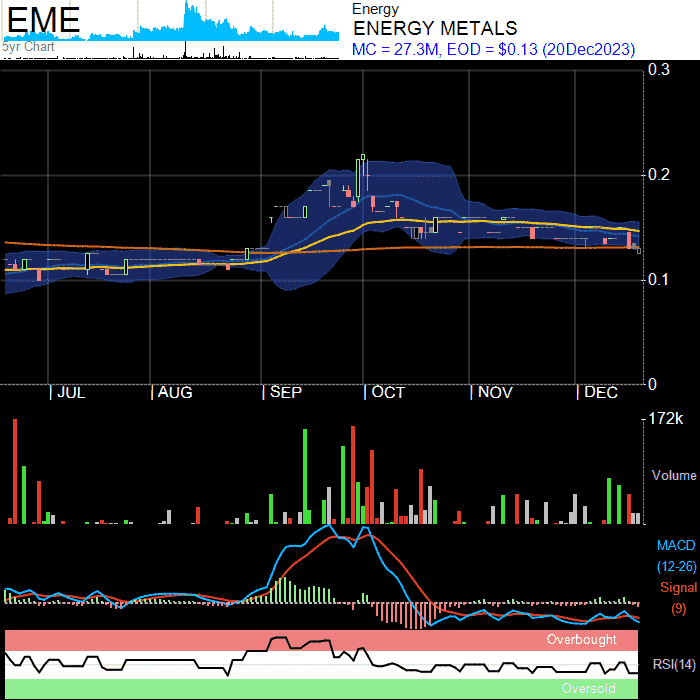 EME
5yr Chart
Energy
ENERGY METALS
MC = 27.3M, EOD = $0.13 (20Dec2023)
0.3
0.2
0.1
0
JUL AUG SEP OCT NOV DEC
172k
Volume
MACD
(12-26)
Signal
(9)
Overbought
RSI(14)
Oversold